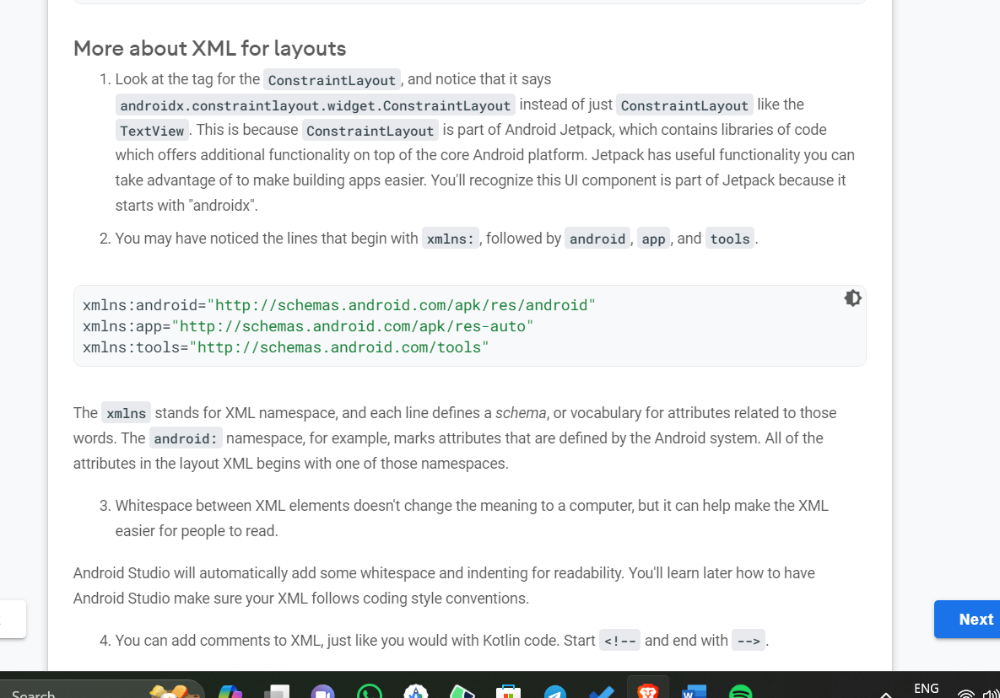 More about XML for layouts
1. Look at the tag for the ConstraintLayout, and notice that it says
androidx.constraintlayout.widget.ConstraintLayout instead of just ConstraintLayout like the
TextView. This is because ConstraintLayout is part of Android Jetpack, which contains libraries of code
which offers additional functionality on top of the core Android platform. Jetpack has useful functionality you can
take advantage of to make building apps easier. You'll recognize this UI component is part of Jetpack because it
starts with "androidx".
2. You may have noticed the lines that begin with xmlns:, followed by android, app, and tools.
xmlns:android="http://schemas.android.com/apk/res/android"
xmlns:app="http://schemas.android.com/apk/res-auto"
xmlns:tools="http://schemas.android.com/tools"
The xmlns stands for XML namespace, and each line defines a schema, or vocabulary for attributes related to those
words. The android: namespace, for example, marks attributes that are defined by the Android system. All of the
attributes in the layout XML begins with one of those namespaces.
3. Whitespace between XML elements doesn't change the meaning to a computer, but it can help make the XML
easier for people to read.
Android Studio will automatically add some whitespace and indenting for readability. You'll learn later how to have
Android Studio make sure your XML follows coding style conventions.
Next
4. You can add comments to XML, just like you would with Kotlin code. Start <!-- and end with -->.
Search
W
ENG